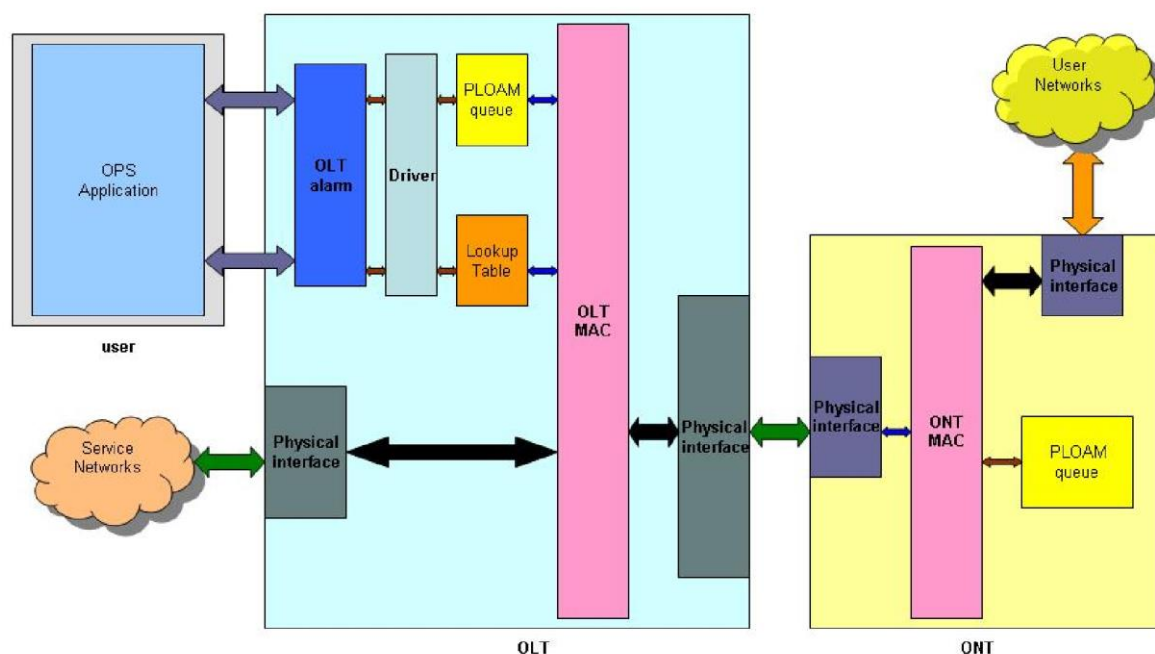 OPS
Application
user
OLT
alarm
Driver
PLOAM
queue
Lookup
Table
OLT
MAC
Service
Networks
Physical
interface
Physical
interface
OLT
User
Networks
Physical
interface
Physical
interface
ONT
MAC
PLOAM
queue
ONT